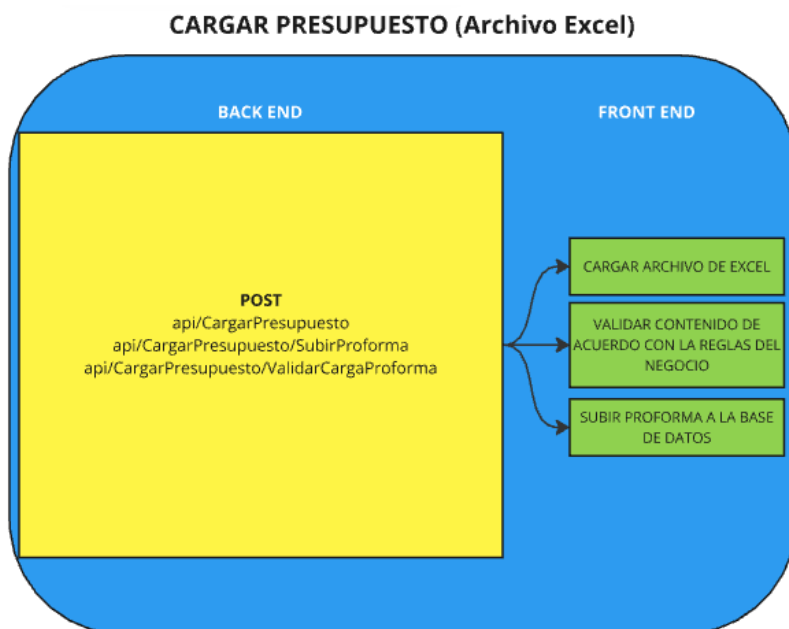 CARGAR PRESUPUESTO (Archivo Excel)
BACK END
FRONT END
POST
api/CargarPresupuesto
api/CargarPresupuesto/SubirProforma
api/CargarPresupuesto/ValidarCargaProforma
CARGAR ARCHIVO DE EXCEL
VALIDAR CONTENIDO DE
ACUERDO CON LA REGLAS DEL
NEGOCIO
SUBIR PROFORMA A LA BASE
DE DATOS